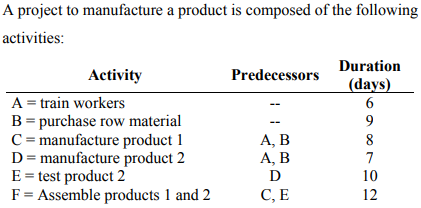 A project to manufacture a product is composed of the following
activities:
Activity Predecessors Duration (days)
A = train workers -- 6
B = purchase row material -- 9
C = manufacture product 1 A, B 8
D = manufacture product 2 A, B 7
E = test product 2 D 10
F = Assemble products 1 and 2 C, E 12